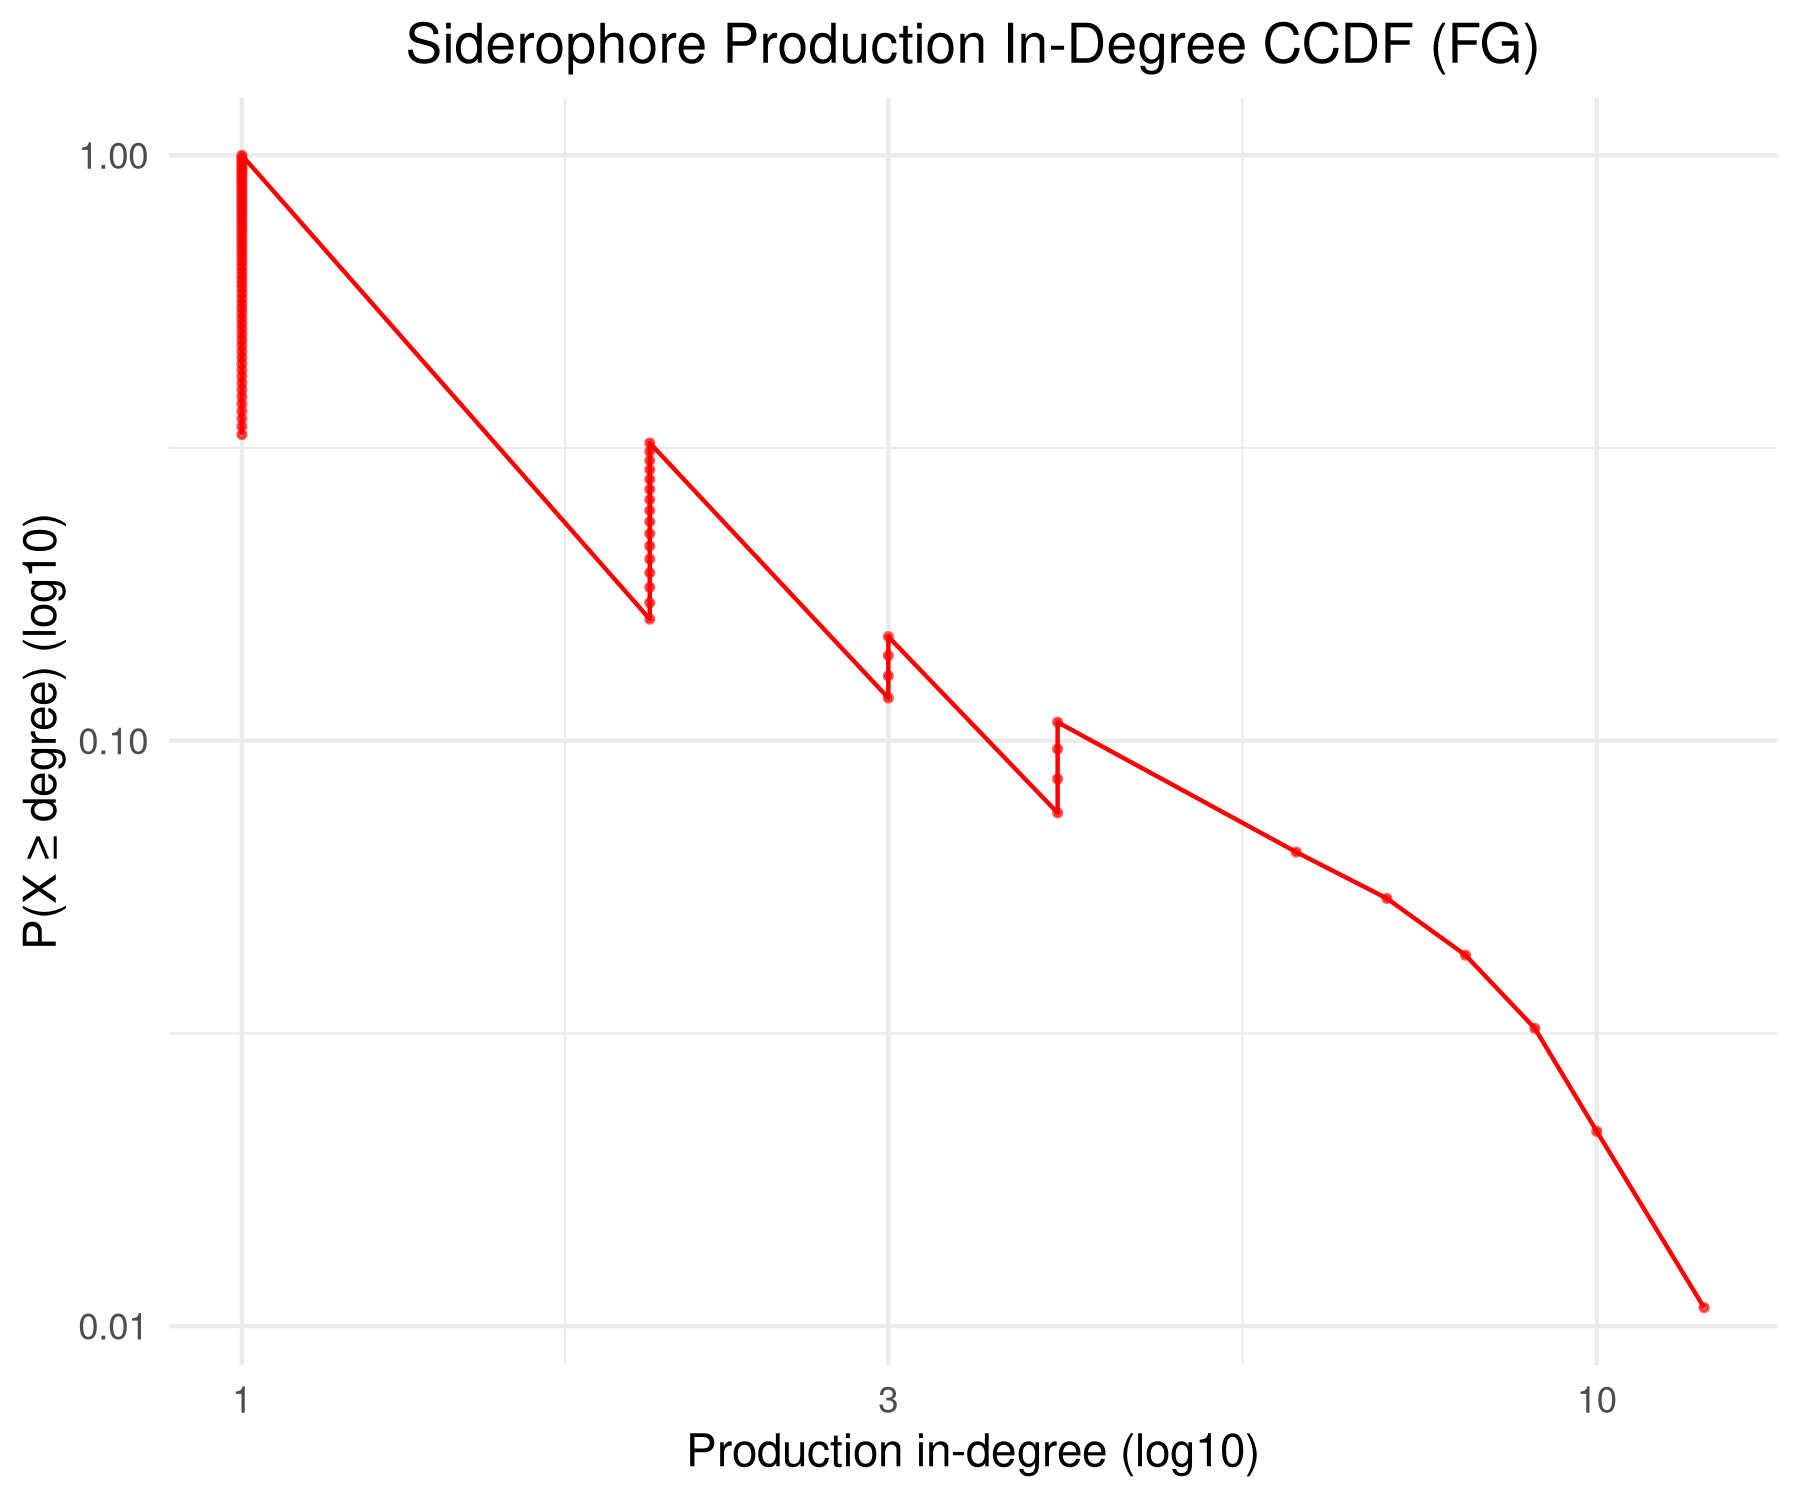 Siderophore Production In-Degree CCDF (FG)
P(X ≥ degree) (log10)
1.00
0.10
0.01
1
3
10
Production in-degree (log10)